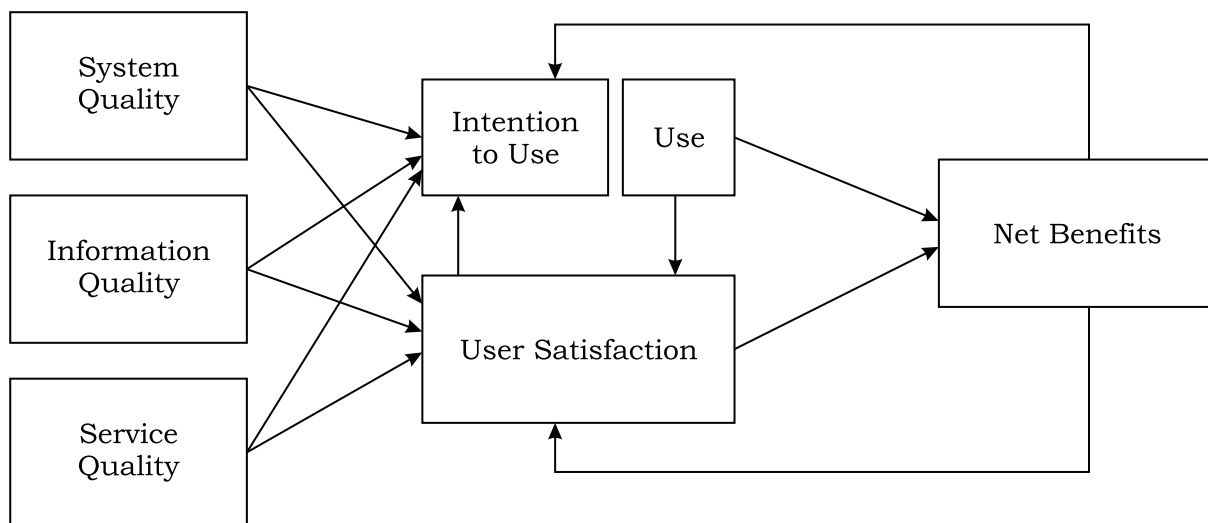 System
Quality
Information
Quality
Service
Quality
Intention
to Use
Use
User Satisfaction
Net Benefits